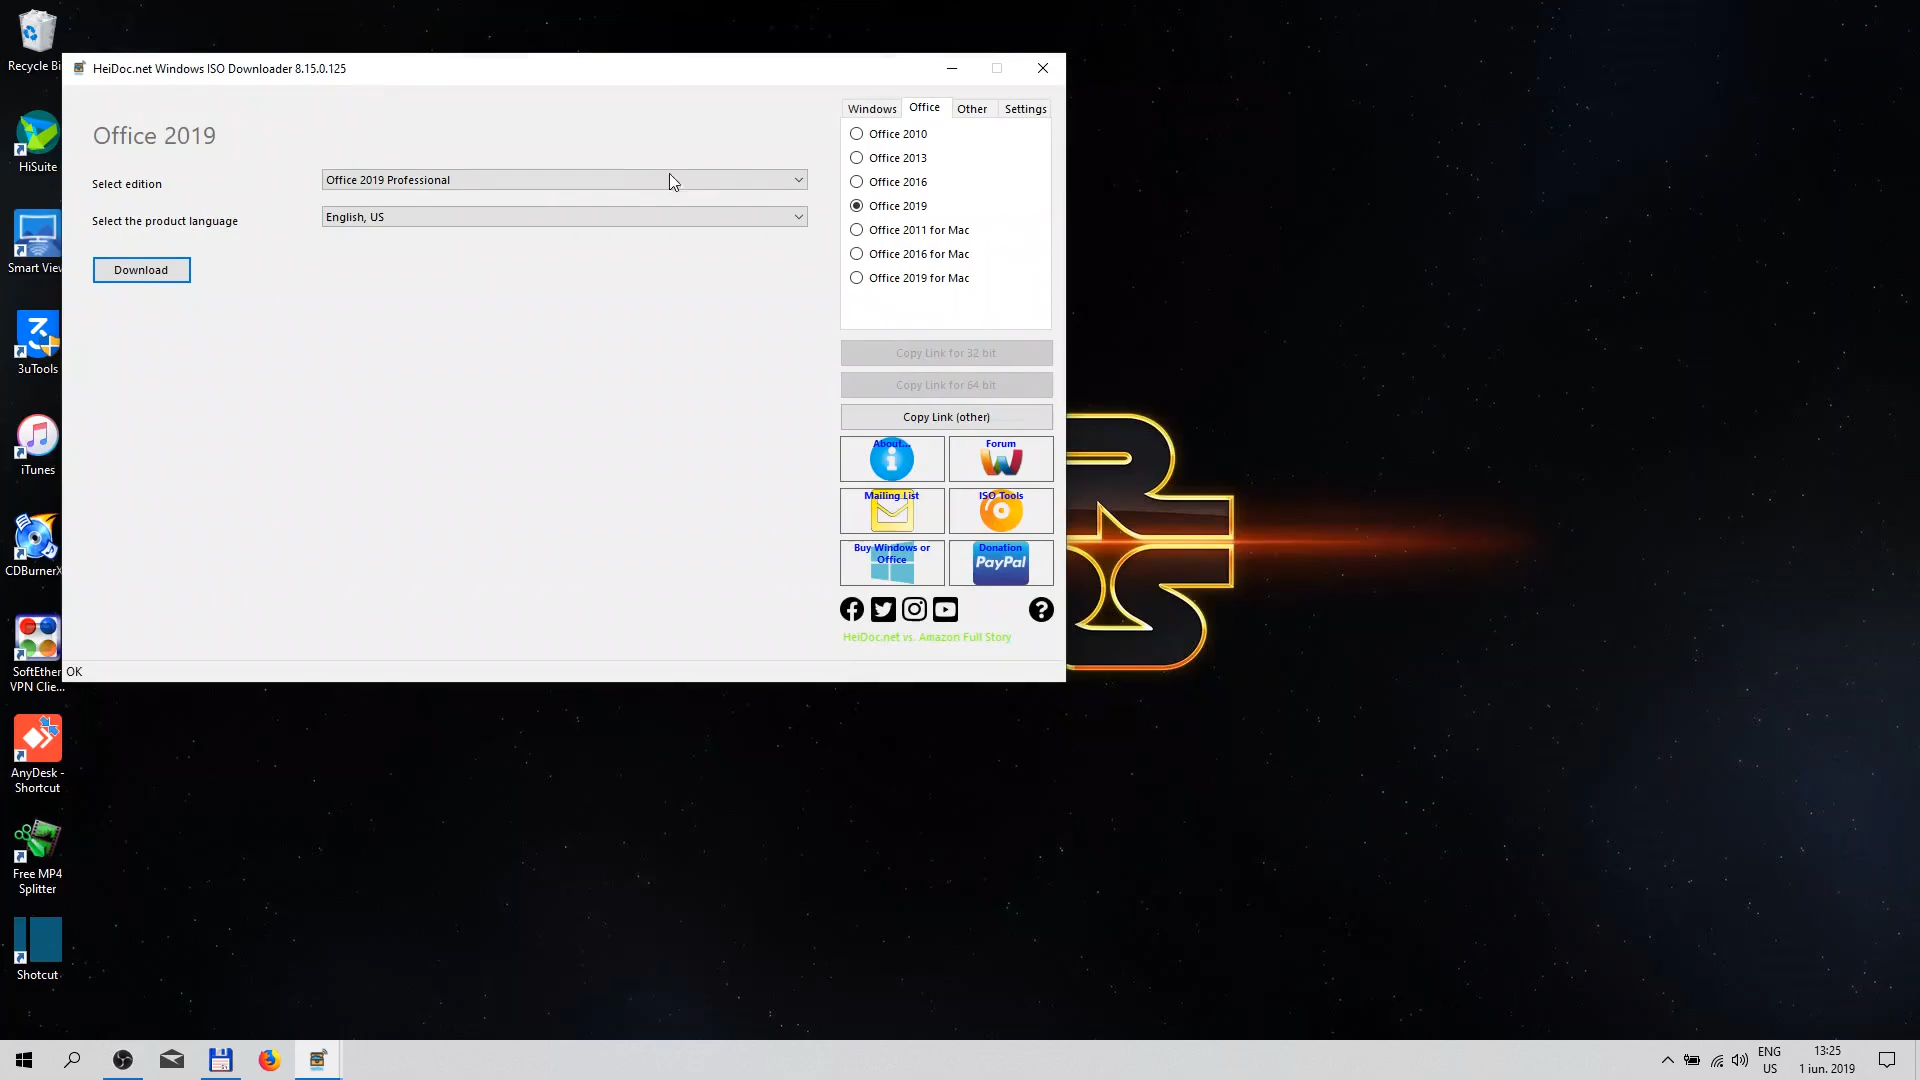 Recycle Bi
HiSuite
Smart View
3uTools
iTunes
CDBurnerX
SoftEther
VPN Clie...
AnyDesk -
Shortcut
Free MP4
Splitter
Shotcut
HeiDoc.net Windows ISO Downloader 8.15.0.125
Office 2019
Select edition
Office 2019 Professional
Select the product language
English, US
Download
Windows
Office
Other
Settings
Office 2010
Office 2013
Office 2016
Office 2019
Office 2011 for Mac
Office 2016 for Mac
Office 2019 for Mac
Copy Link for 32 bit
Copy Link for 64 bit
Copy Link (other)
About...
Forum
Mailing List
ISO Tools
Buy Windows or
Office
Donation
PayPal
HeiDoc.net vs. Amazon Full Story
OK
R
S
ENG
US
13:25
1 iun. 2019